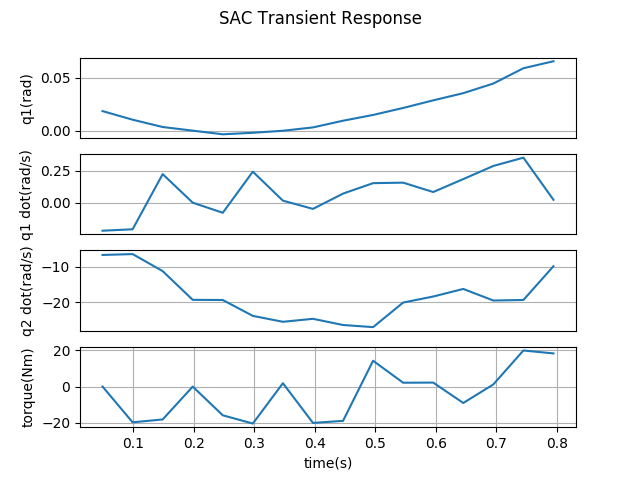 SAC Transient Response
0.05
0.00
q1(rad)
0.25
0.00
q1 dot(rad/s)
−10
−20
q2 dot(rad/s)
20
0
−20
torque(Nm)
0.1 0.2 0.3 0.4 0.5 0.6 0.7 0.8
time(s)